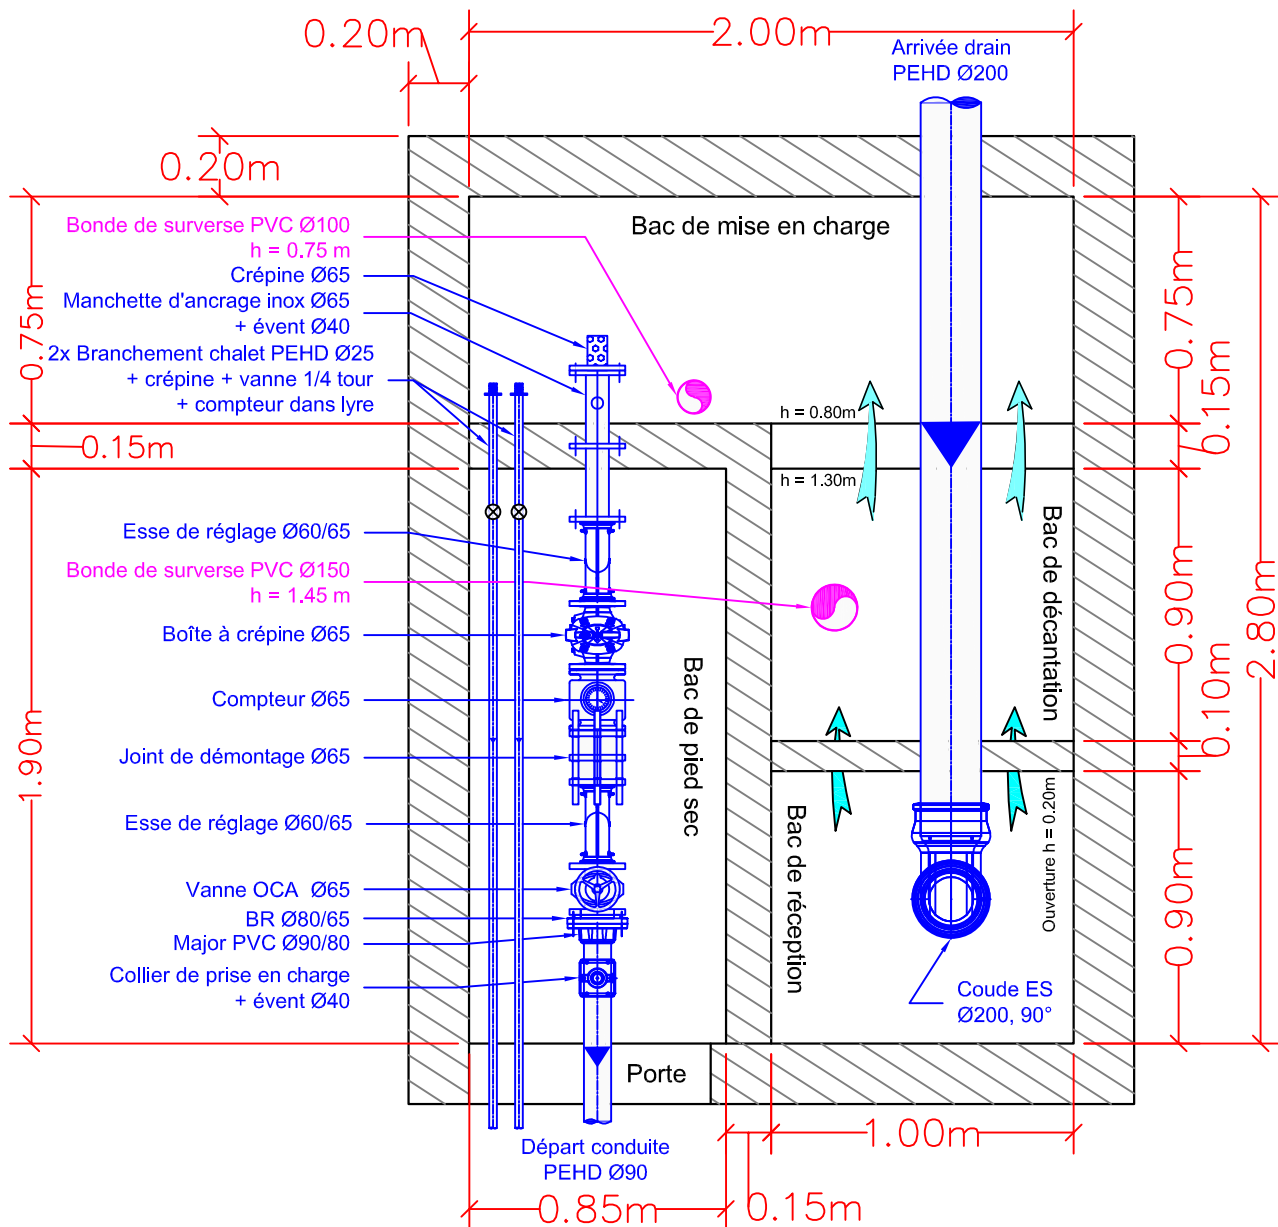 0.20m
2.00m
Arrivée drain
PEHD Ø200
0.20m
Bonde de surverse PVC Ø100
h = 0.75 m
Crépine Ø65
Manchette d'ancrage inox Ø65
+ évent Ø40
2x Branchement chalet PEHD Ø25
+ crépine + vanne 1/4 tour
+ compteur dans lyre
Bac de mise en charge
0.75m
0.75m
0.15m
0.15m
h = 0.80m
h = 1.30m
Esse de réglage Ø60/65
Bonde de surverse PVC Ø150
h = 1.45 m
Boîte à crépine Ø65
Compteur Ø65
Joint de démontage Ø65
Esse de réglage Ø60/65
Vanne OCA Ø65
BR Ø80/65
Major PVC Ø90/80
Collier de prise en charge
+ évent Ø40
1.90m
Bac de pied sec
Bac de décantation
Bac de réception
Ouverture h = 0.20m
0.90m
0.10m
2.80m
0.90m
Coude ES
Ø200, 90°
Porte
Départ conduite
PEHD Ø90
1.00m
0.85m
0.15m